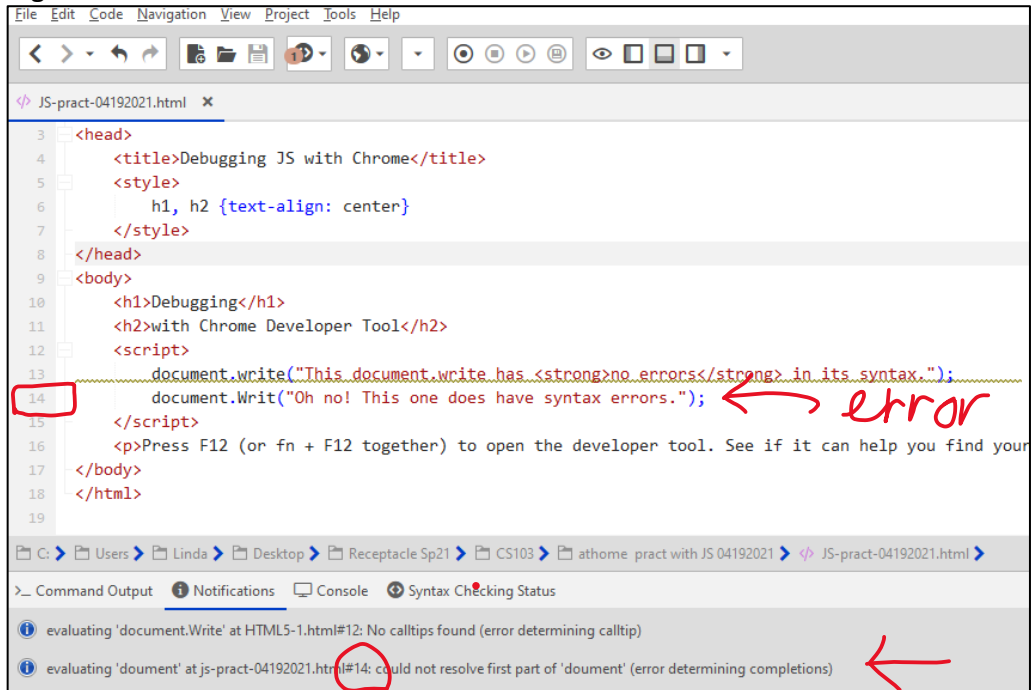 File Edit Code Navigation View Project Tools Help
1
</> JS-pract-04192021.html ×
3 <head>
4 <title>Debugging JS with Chrome</title>
5 <style>
6 h1, h2 {text-align: center}
7 </style>
8 </head>
9 <body>
10 <h1>Debugging</h1>
11 <h2>with Chrome Developer Tool</h2>
12 <script>
13 document.write("This document.write has <strong>no errors</strong> in its syntax.");
14 document.Writ("Oh no! This one does have syntax errors."); error
15 </script>
16 <p>Press F12 (or fn + F12 together) to open the developer tool. See if it can help you find your
17 </body>
18 </html>
19
C: Users Linda Desktop Receptacle Sp21 CS103 athome pract with JS 04192021 </> JS-pract-04192021.html
>_ Command Output Notifications Console Syntax Checking Status
evaluating 'document.Write' at HTML5-1.html#12: No calltips found (error determining calltip)
evaluating 'doument' at js-pract-04192021.html#14: could not resolve first part of 'doument' (error determining completions)